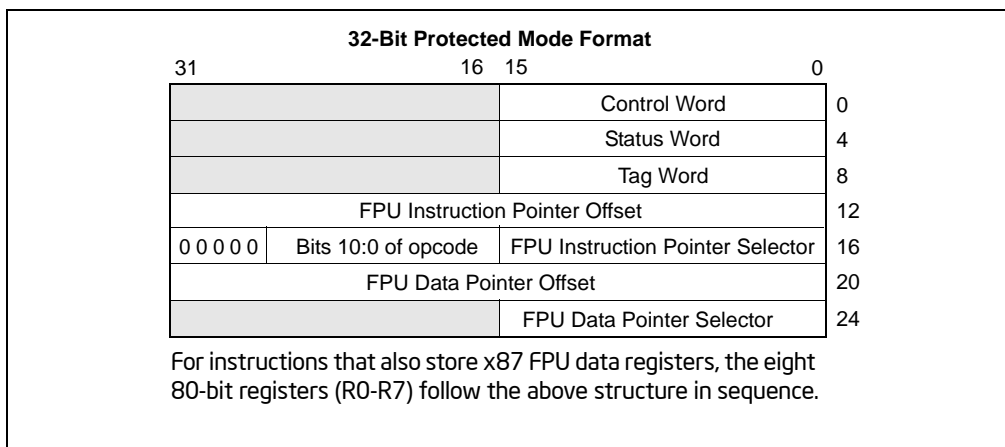 32-Bit Protected Mode Format
31 16 15 0
Control Word 0
Status Word 4
Tag Word 8
FPU Instruction Pointer Offset 12
0 0 0 0 0 Bits 10:0 of opcode FPU Instruction Pointer Selector 16
FPU Data Pointer Offset 20
FPU Data Pointer Selector 24
For instructions that also store x87 FPU data registers, the eight
80-bit registers (R0-R7) follow the above structure in sequence.